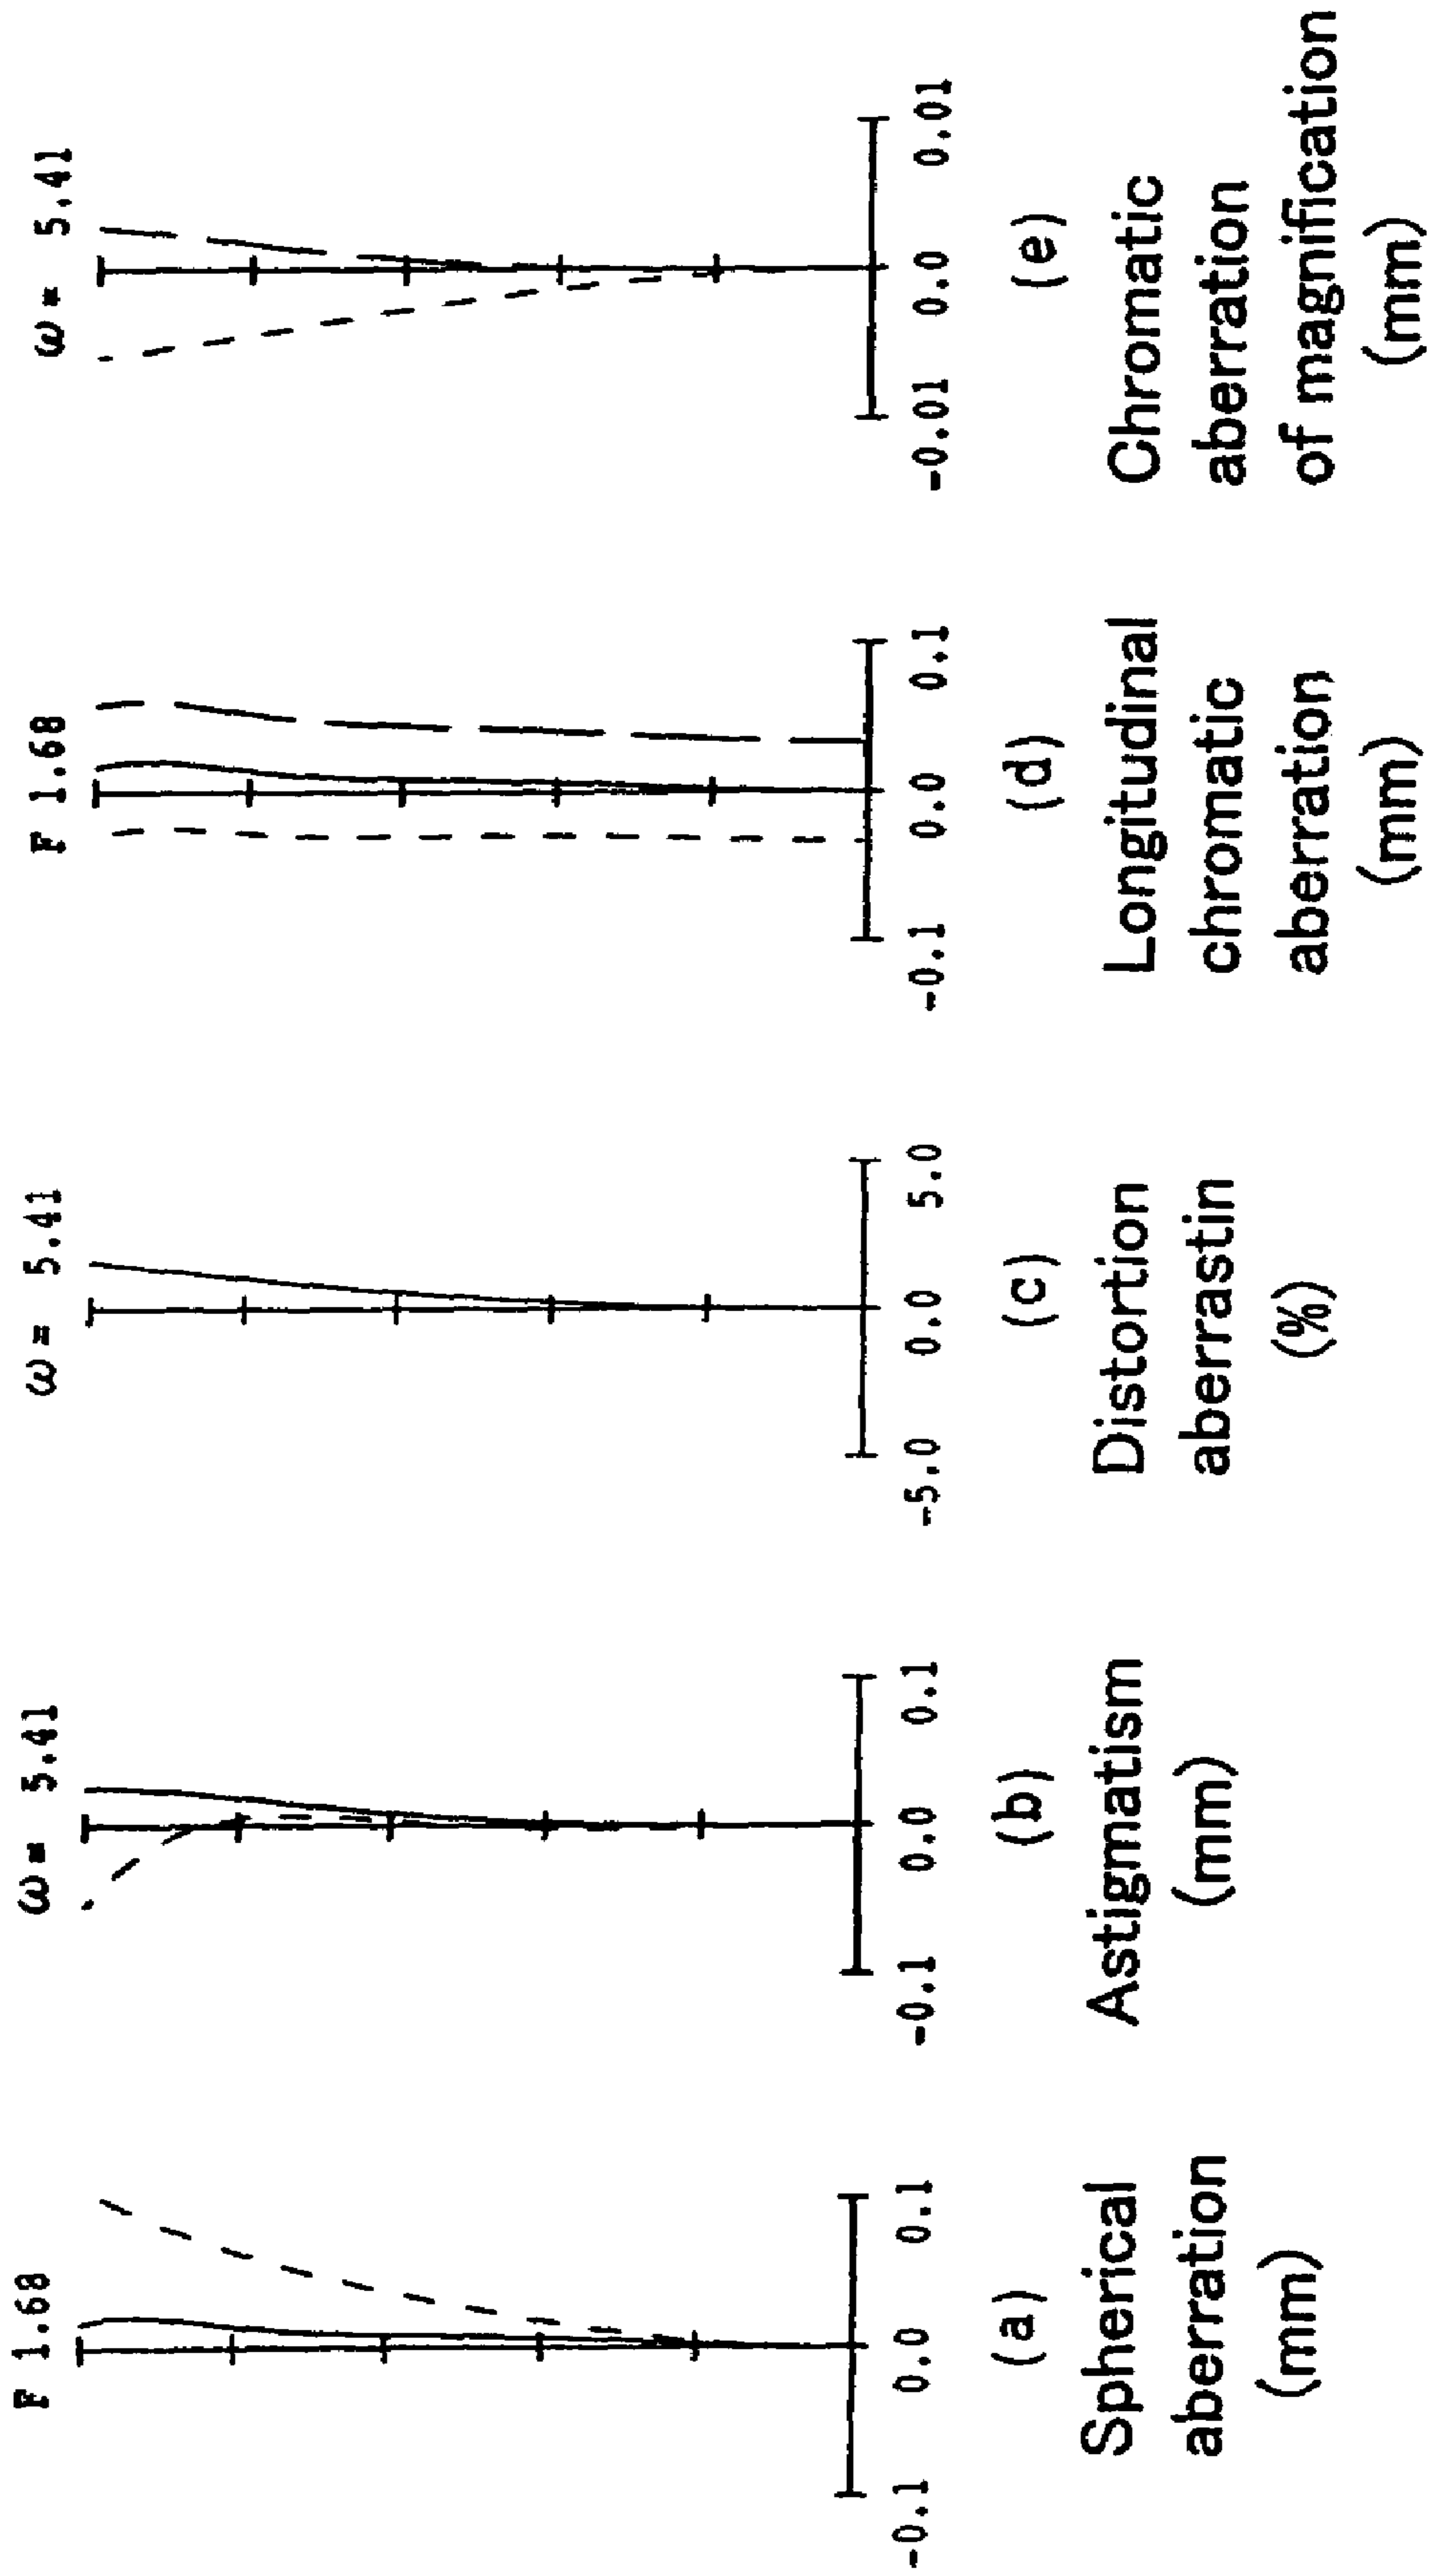 F 1.68
-0.1 0.0 0.1
(a)
Spherical
aberration
(mm)
ω= 5.41
-0.1 0.0 0.1
(b)
Astigmatism
(mm)
ω= 5.41
-5.0 0.0 5.0
(c)
Distortion
aberrastin
(%)
F 1.68
-0.1 0.0 0.1
(d)
Longitudinal
chromatic
aberration
(mm)
ω= 5.41
-0.01 0.0 0.01
(e)
Chromatic
aberration
of magnification
(mm)